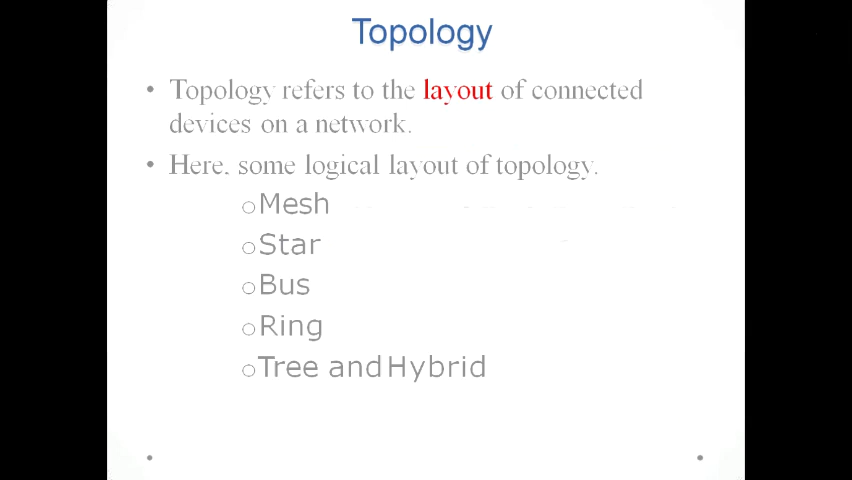 Topology
• Topology refers to the layout of connected
devices on a network.
• Here, some logical layout of topology.
○Mesh
○Star
○Bus
○Ring
○Tree and Hybrid